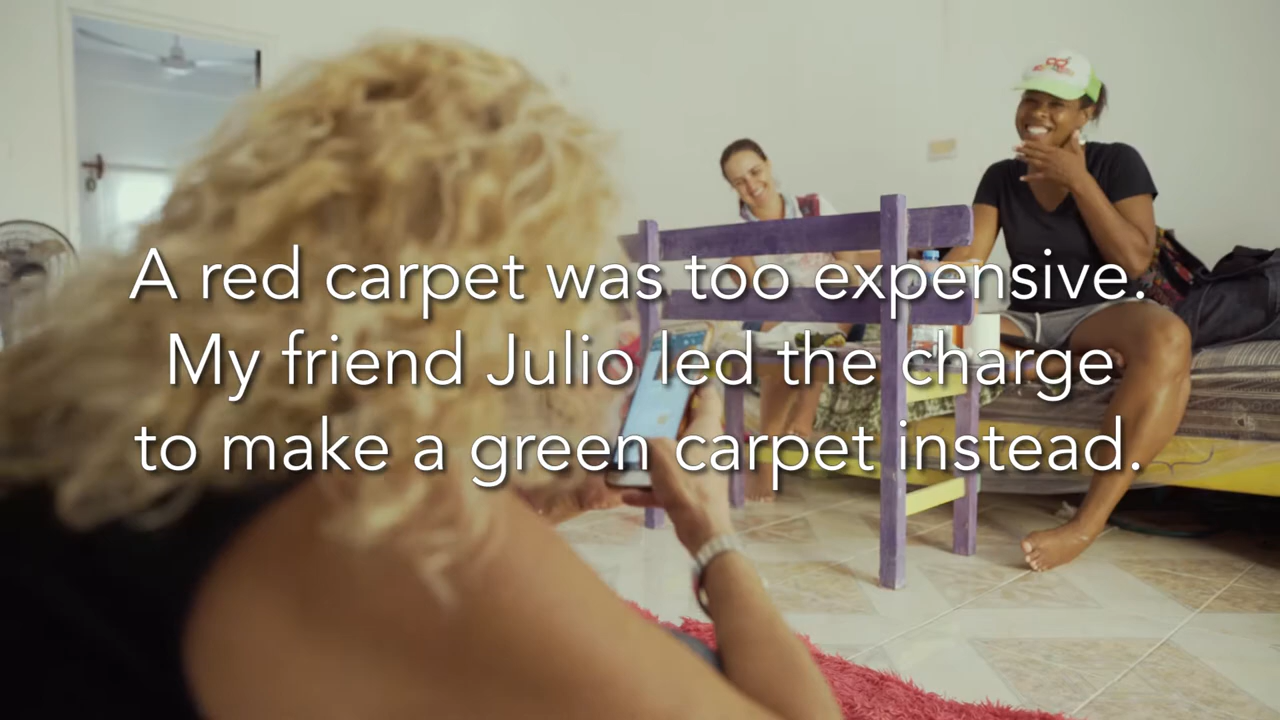 A red carpet was too expensive.
My friend Julio led the charge
to make a green carpet instead.